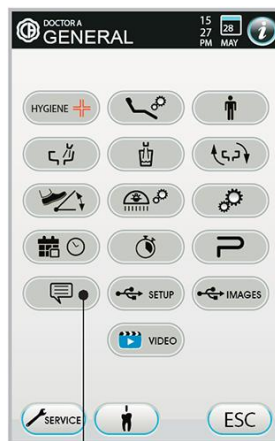 DOCTOR A
GENERAL
15
27
PM
28
MAY
i
HYGIENE
SETUP
IMAGES
VIDEO
SERVICE
ESC